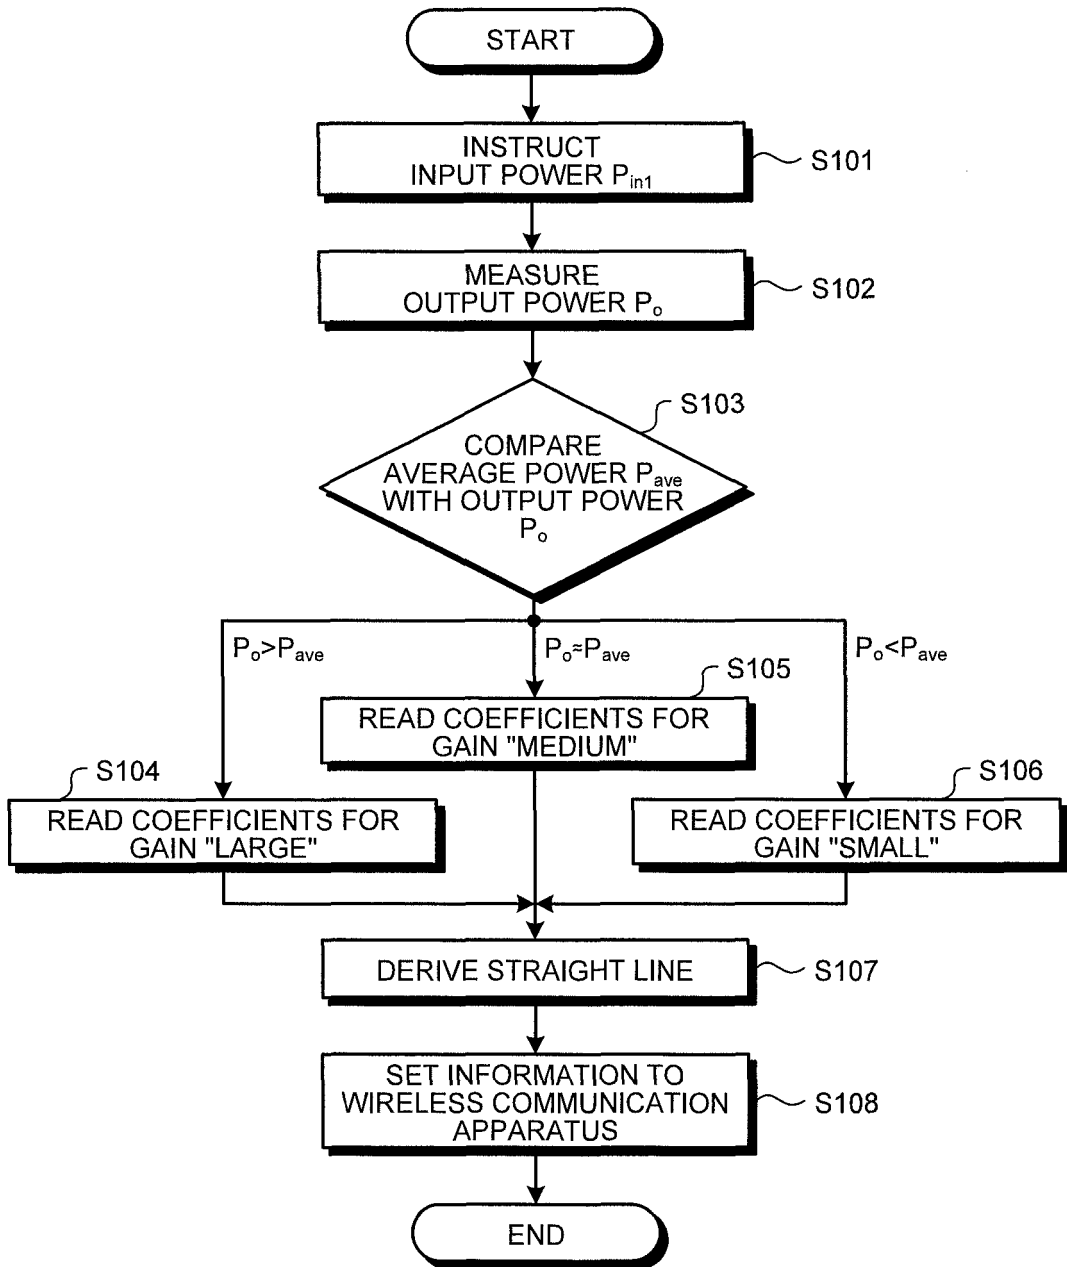 START
INSTRUCT
INPUT POWER Pin1
S101
MEASURE
OUTPUT POWER Po
S102
S103
COMPARE
AVERAGE POWER Pave
WITH OUTPUT POWER
Po
Po>Pave
Po≈Pave
Po<Pave
S105
READ COEFFICIENTS FOR
GAIN "MEDIUM"
S104
READ COEFFICIENTS FOR
GAIN "LARGE"
S106
READ COEFFICIENTS FOR
GAIN "SMALL"
DERIVE STRAIGHT LINE
S107
SET INFORMATION TO
WIRELESS COMMUNICATION
APPARATUS
S108
END